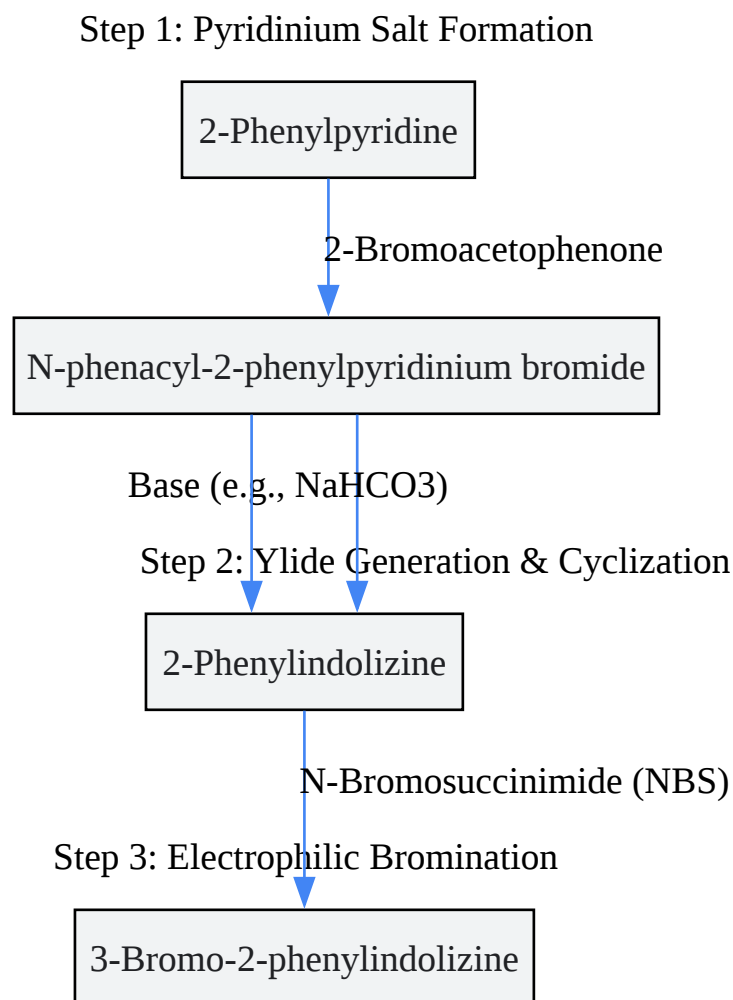 Step 1: Pyridinium Salt Formation
2-Phenylpyridine
2-Bromoacetophenone
N-phenacyl-2-phenylpyridinium bromide
Base (e.g., NaHCO3)
Step 2: Ylide Generation & Cyclization
2-Phenylindolizine
N-Bromosuccinimide (NBS)
Step 3: Electrophilic Bromination
3-Bromo-2-phenylindolizine